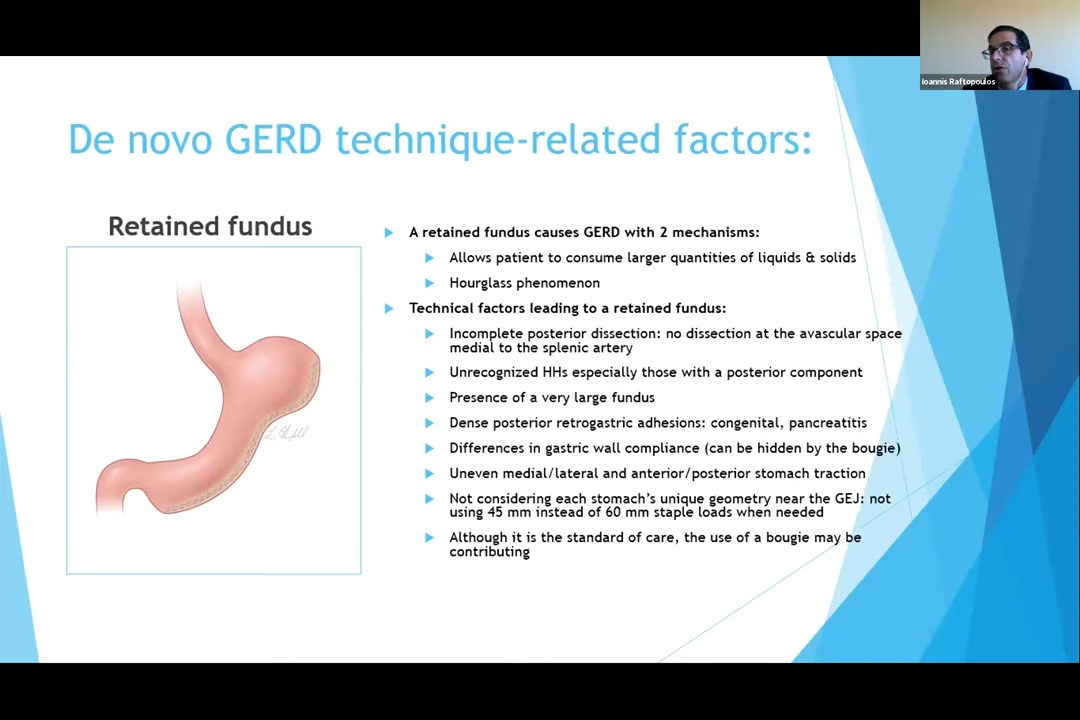 Ioannis Raftopoulos
De novo GERD technique-related factors:
Retained fundus
A retained fundus causes GERD with 2 mechanisms:
Allows patient to consume larger quantities of liquids & solids
Hourglass phenomenon
Technical factors leading to a retained fundus:
Incomplete posterior dissection: no dissection at the avascular space
medial to the splenic artery
Unrecognized HHs especially those with a posterior component
Presence of a very large fundus
Dense posterior retrogastric adhesions: congenital, pancreatitis
Differences in gastric wall compliance (can be hidden by the bougie)
Uneven medial/lateral and anterior/posterior stomach traction
Not considering each stomach's unique geometry near the GEJ: not
using 45 mm instead of 60 mm staple loads when needed
Although it is the standard of care, the use of a bougie may be
contributing